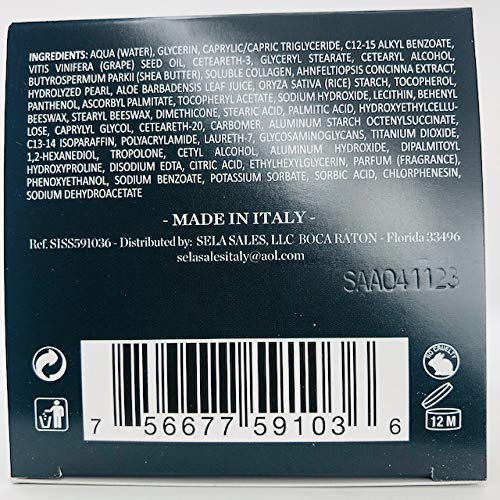 INGREDIENTS: AQUA (WATER), GLYCERIN, CAPRYLIC/CAPRIC TRIGLYCERIDE, C12-15 ALKYL BENZOATE,
VITIS VINIFERA (GRAPE) SEED OIL, CETEARETH-3, GLYCERYL STEARATE, CETEARYL ALCOHOL,
BUTYROSPERMUM PARKII (SHEA BUTTER), SOLUBLE COLLAGEN, AHNFELTIOPSIS CONCINNA EXTRACT,
HYDROLYZED PEARL, ALOE BARBADENSIS LEAF JUICE, ORYZA SATIVA (RICE) STARCH, TOCOPHEROL,
PANTHENOL, ASCORBYL PALMITATE, TOCOPHERYL ACETATE, SODIUM HYDROXIDE, LECITHIN, BEHENYL
BEESWAX, STEARYL BEESWAX, DIMETHICONE, STEARIC ACID, PALMITIC ACID, HYDROXYETHYLCELLU-
LOSE, CAPRYLYL GLYCOL, CETEARETH-20, CARBOMER, ALUMINUM STARCH OCTENYLSUCCINATE,
C13-14 ISOPARAFFIN, POLYACRYLAMIDE, LAURETH-7, GLYCOSAMINOGLYCANS, TITANIUM DIOXIDE,
1,2-HEXANEDIOL, TROPOLONE, CETYL ALCOHOL, ALUMINUM HYDROXIDE, DIPALMITOYL
HYDROXYPROLINE, DISODIUM EDTA, CITRIC ACID, ETHYLHEXYLGLYCERIN, PARFUM (FRAGRANCE),
PHENOXYETHANOL, SODIUM BENZOATE, POTASSIUM SORBATE, SORBIC ACID, CHLORPHENESIN,
SODIUM DEHYDROACETATE
- MADE IN ITALY -
Ref. SISS591036 - Distributed by: SELA SALES, LLC BOCA RATON - Florida 33496
selasalesitaly@aol.com
SAA041123
NO CRUELTY
7 56677 59103 6
12 M